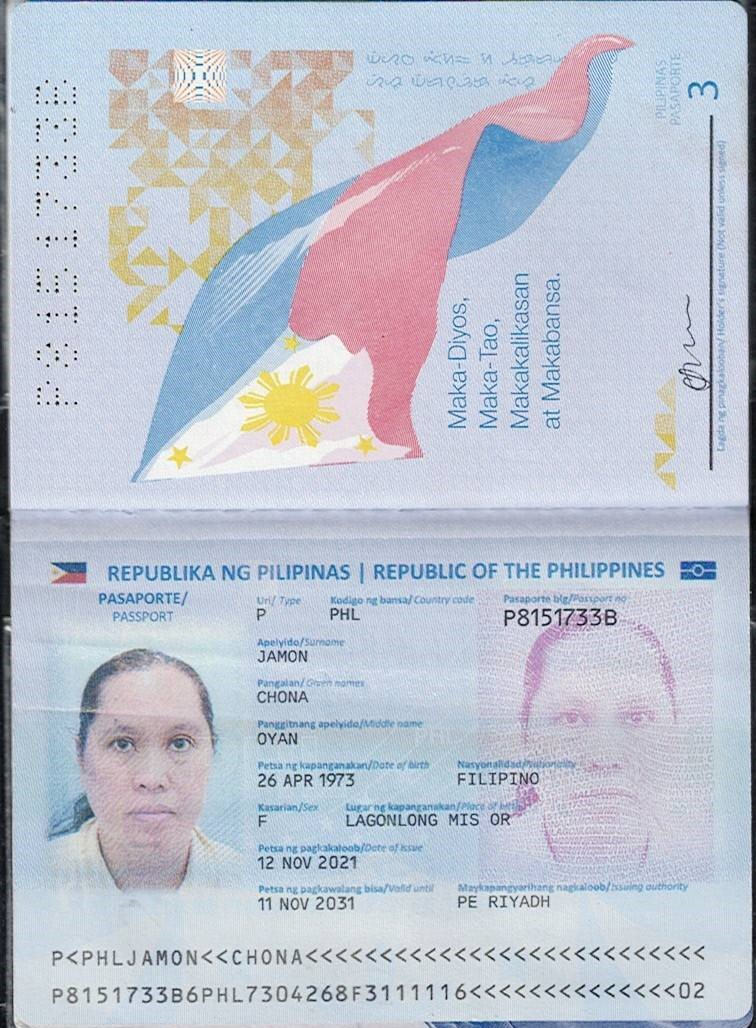 P8151733B
PILIPINAS
PASAPORTE
3
Maka-Diyos,
Maka-Tao,
Makakalikasan
at Makabansa.
Lagda ng pinagkalooban/ Holder's signature (Not valid unless signed)
REPUBLIKA NG PILIPINAS | REPUBLIC OF THE PHILIPPINES
PASAPORTE/
PASSPORT
Uri/ Type
Kodigo ng bansa/ Country code
Pasaporte blg/Passport no
P
PHL
P8151733B
Apelyido/Surname
JAMON
Pangalan/ Given names
CHONA
Panggitnang apelyido/Middle name
OYAN
Petsa ng kapanganakan/Date of birth
Nasyonalidad/Nationality
26 APR 1973
FILIPINO
Kasarian/Sex
Lugar ng kapanganakan/Place of birth
F
LAGONLONG MIS OR
Petsa ng pagkakaloob/Date of issue
12 NOV 2021
Petsa ng pagkawalang bisa/Valid until
Maykapangyarihang nagkaloob/Issuing authority
11 NOV 2031
PE RIYADH
P<PHLJAMON<<CHONA<<<<<<<<<<<<<<<<<<<<<<<<<<<
P8151733B6PHL7304268F3111116<<<<<<<<<<<<<<02